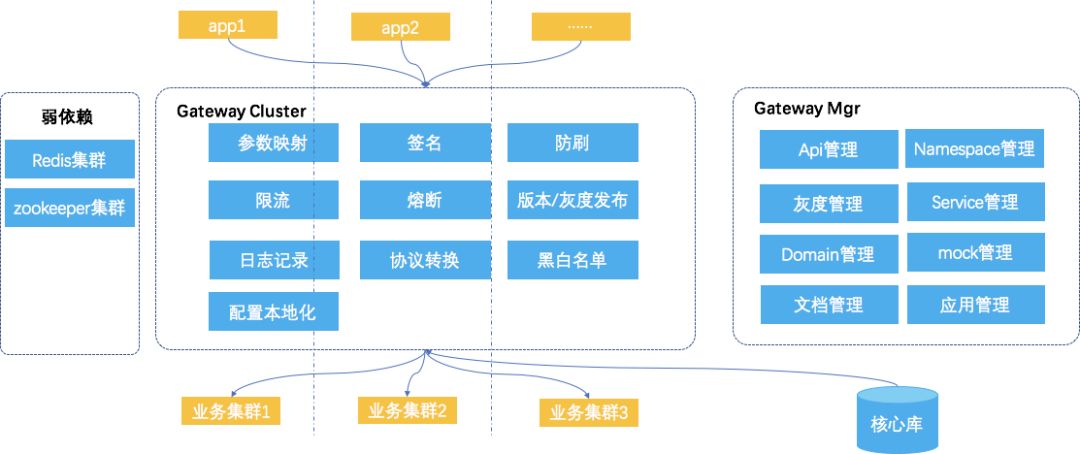 app1
app2
······
弱依赖
Redis集群
zookeeper集群
Gateway Cluster
参数映射
签名
防刷
限流
熔断
版本/灰度发布
日志记录
协议转换
黑白名单
配置本地化
Gateway Mgr
Api管理
Namespace管理
灰度管理
Service管理
Domain管理
mock管理
文档管理
应用管理
业务集群1
业务集群2
业务集群3
核心库